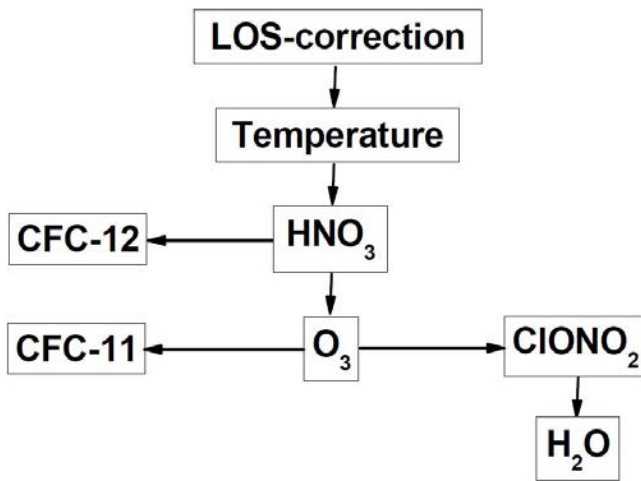 LOS-correction
Temperature
CFC-12
HNO₃
CFC-11
O₃
ClONO₂
H₂O